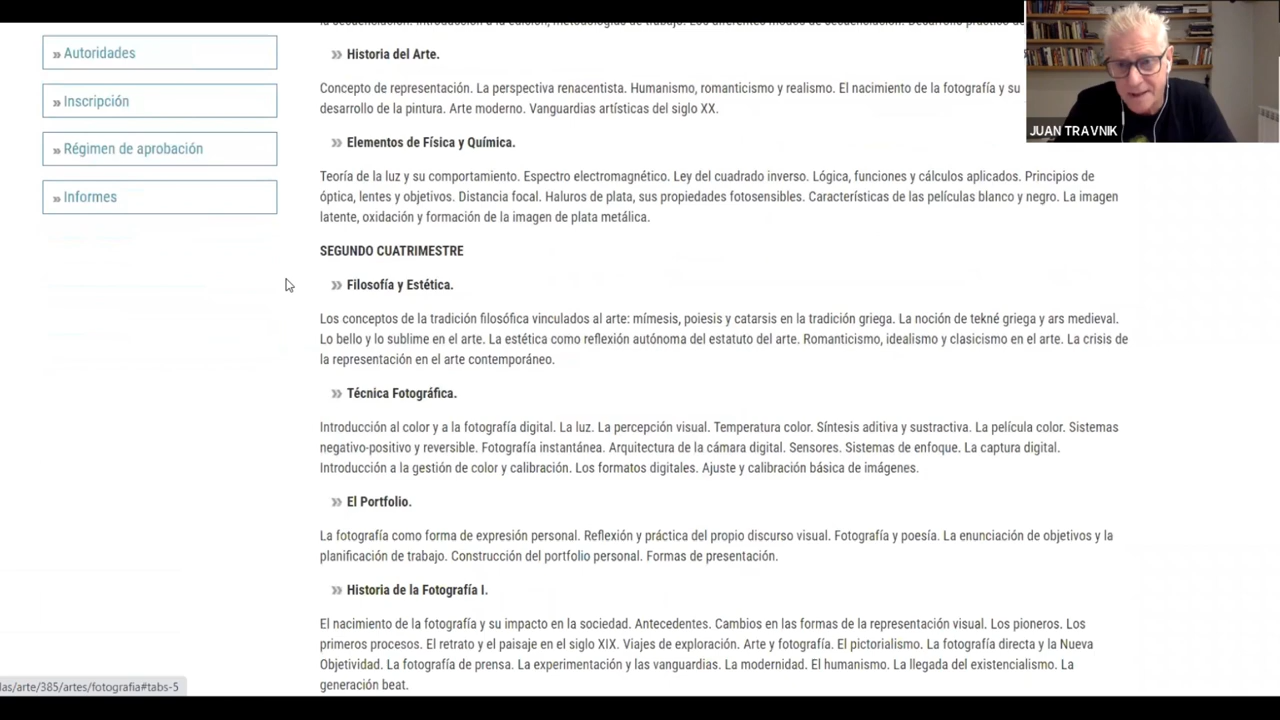 la secuenciación. Introducción a la edición, metodologías de trabajo. Los diferentes modos de secuenciación. Desarrollo práctico de
» Autoridades
» Inscripción
» Régimen de aprobación
» Informes
» Historia del Arte.
Concepto de representación. La perspectiva renacentista. Humanismo, romanticismo y realismo. El nacimiento de la fotografía y su
desarrollo de la pintura. Arte moderno. Vanguardias artísticas del siglo XX.
» Elementos de Física y Química.
Teoría de la luz y su comportamiento. Espectro electromagnético. Ley del cuadrado inverso. Lógica, funciones y cálculos aplicados. Principios de
óptica, lentes y objetivos. Distancia focal. Haluros de plata, sus propiedades fotosensibles. Características de las películas blanco y negro. La imagen
latente, oxidación y formación de la imagen de plata metálica.
SEGUNDO CUATRIMESTRE
» Filosofía y Estética.
Los conceptos de la tradición filosófica vinculados al arte: mímesis, poiesis y catarsis en la tradición griega. La noción de tekné griega y ars medieval.
Lo bello y lo sublime en el arte. La estética como reflexión autónoma del estatuto del arte. Romanticismo, idealismo y clasicismo en el arte. La crisis de
la representación en el arte contemporáneo.
» Técnica Fotográfica.
Introducción al color y a la fotografía digital. La luz. La percepción visual. Temperatura color. Síntesis aditiva y sustractiva. La película color. Sistemas
negativo-positivo y reversible. Fotografía instantánea. Arquitectura de la cámara digital. Sensores. Sistemas de enfoque. La captura digital.
Introducción a la gestión de color y calibración. Los formatos digitales. Ajuste y calibración básica de imágenes.
» El Portfolio.
La fotografía como forma de expresión personal. Reflexión y práctica del propio discurso visual. Fotografía y poesía. La enunciación de objetivos y la
planificación de trabajo. Construcción del portfolio personal. Formas de presentación.
» Historia de la Fotografía I.
El nacimiento de la fotografía y su impacto en la sociedad. Antecedentes. Cambios en las formas de la representación visual. Los pioneros. Los
primeros procesos. El retrato y el paisaje en el siglo XIX. Viajes de exploración. Arte y fotografía. El pictorialismo. La fotografía directa y la Nueva
Objetividad. La fotografía de prensa. La experimentación y las vanguardias. La modernidad. El humanismo. La llegada del existencialismo. La
generación beat.
JUAN TRAVNIK
las/arte/385/artes/fotografia#tabs-5